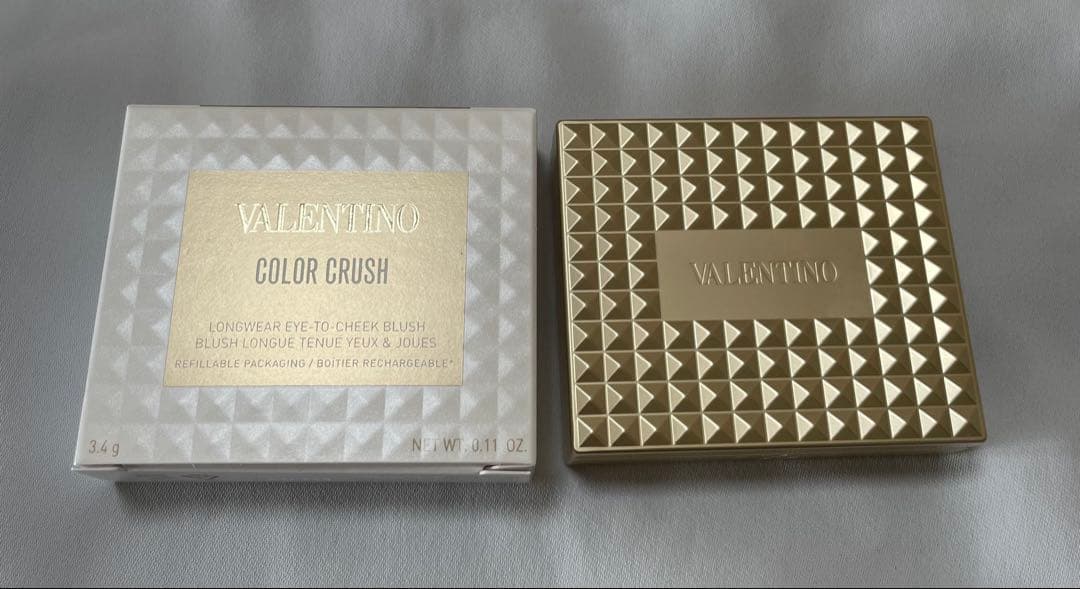 VALENTINO
COLOR CRUSH
LONGWEAR EYE-TO-CHEEK BLUSH
BLUSH LONGUE TENUE YEUX & JOUES
REFILLABLE PACKAGING / BOÎTIER RECHARGEABLE*
3.4 g
NET WT. 0.11 OZ.
VALENTINO